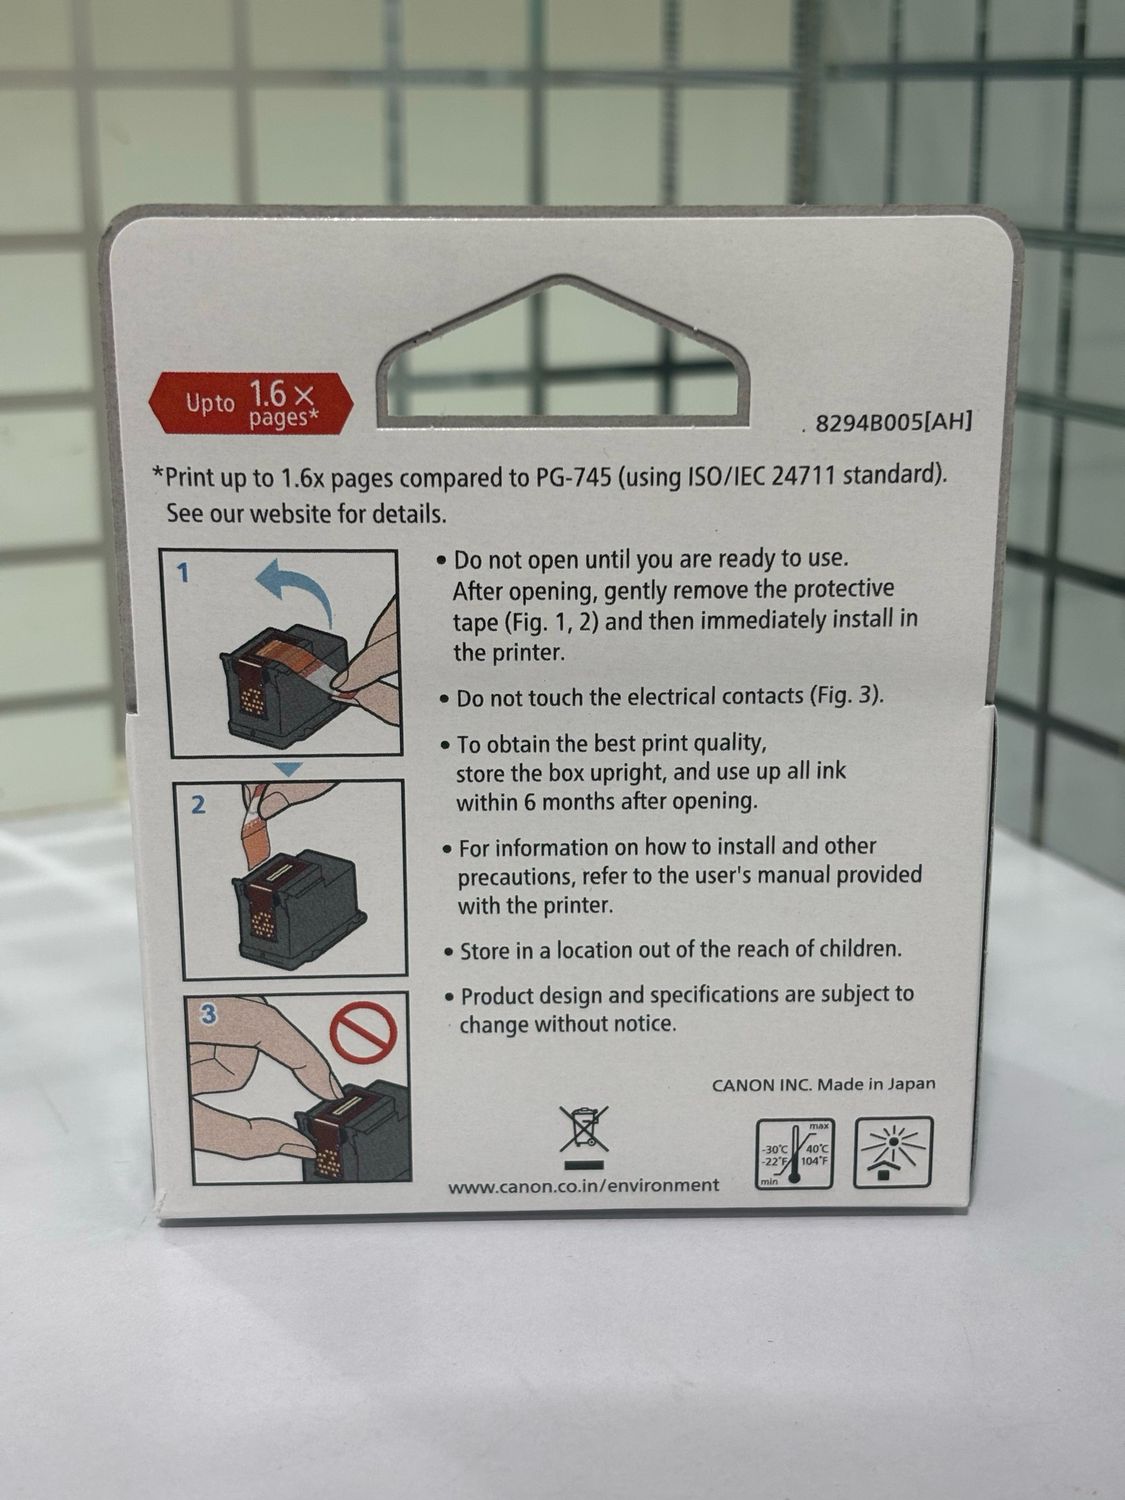 Up to 1.6 x
pages*
. 8294B005[AH]
*Print up to 1.6x pages compared to PG-745 (using ISO/IEC 24711 standard).
See our website for details.
1
2
3
• Do not open until you are ready to use.
After opening, gently remove the protective
tape (Fig. 1, 2) and then immediately install in
the printer.
• Do not touch the electrical contacts (Fig. 3).
• To obtain the best print quality,
store the box upright, and use up all ink
within 6 months after opening.
• For information on how to install and other
precautions, refer to the user's manual provided
with the printer.
• Store in a location out of the reach of children.
• Product design and specifications are subject to
change without notice.
CANON INC. Made in Japan
www.canon.co.in/environment
max
-30°C 40°C
-22°F 104°F
min